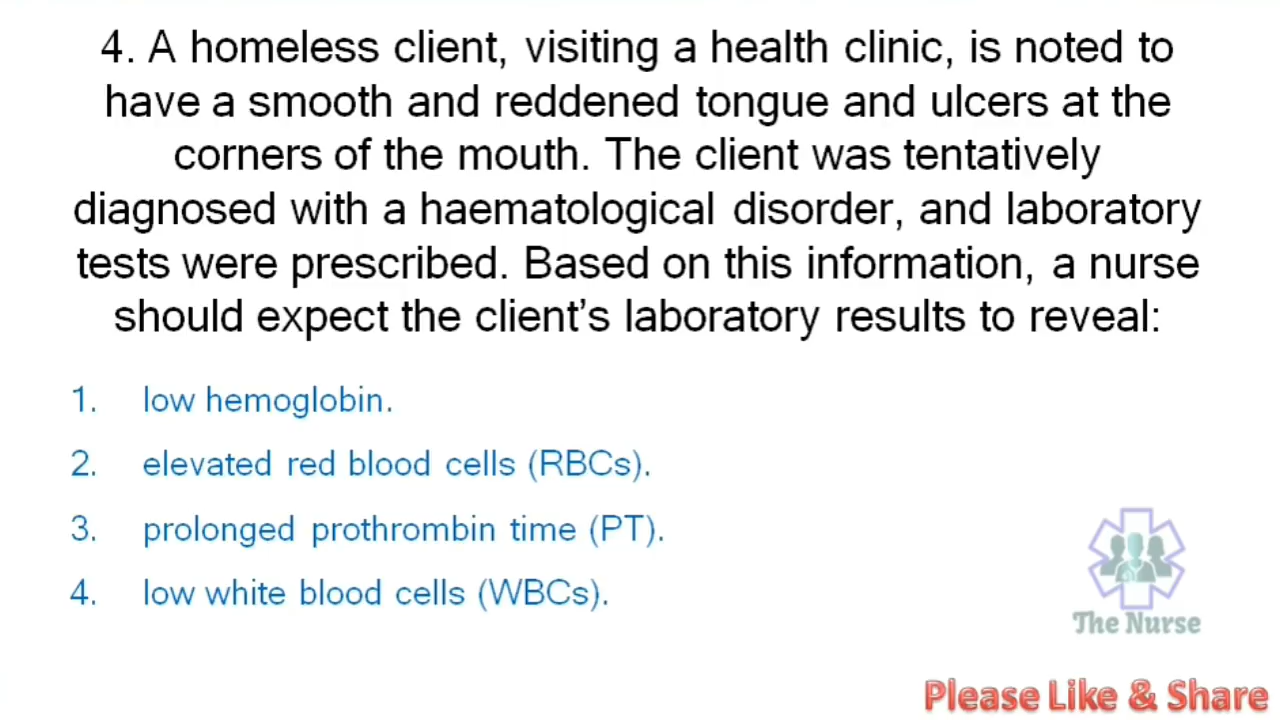 4. A homeless client, visiting a health clinic, is noted to
have a smooth and reddened tongue and ulcers at the
corners of the mouth. The client was tentatively
diagnosed with a haematological disorder, and laboratory
tests were prescribed. Based on this information, a nurse
should expect the client’s laboratory results to reveal:
1. low hemoglobin.
2. elevated red blood cells (RBCs).
3. prolonged prothrombin time (PT).
4. low white blood cells (WBCs).
The Nurse
Please Like & Share